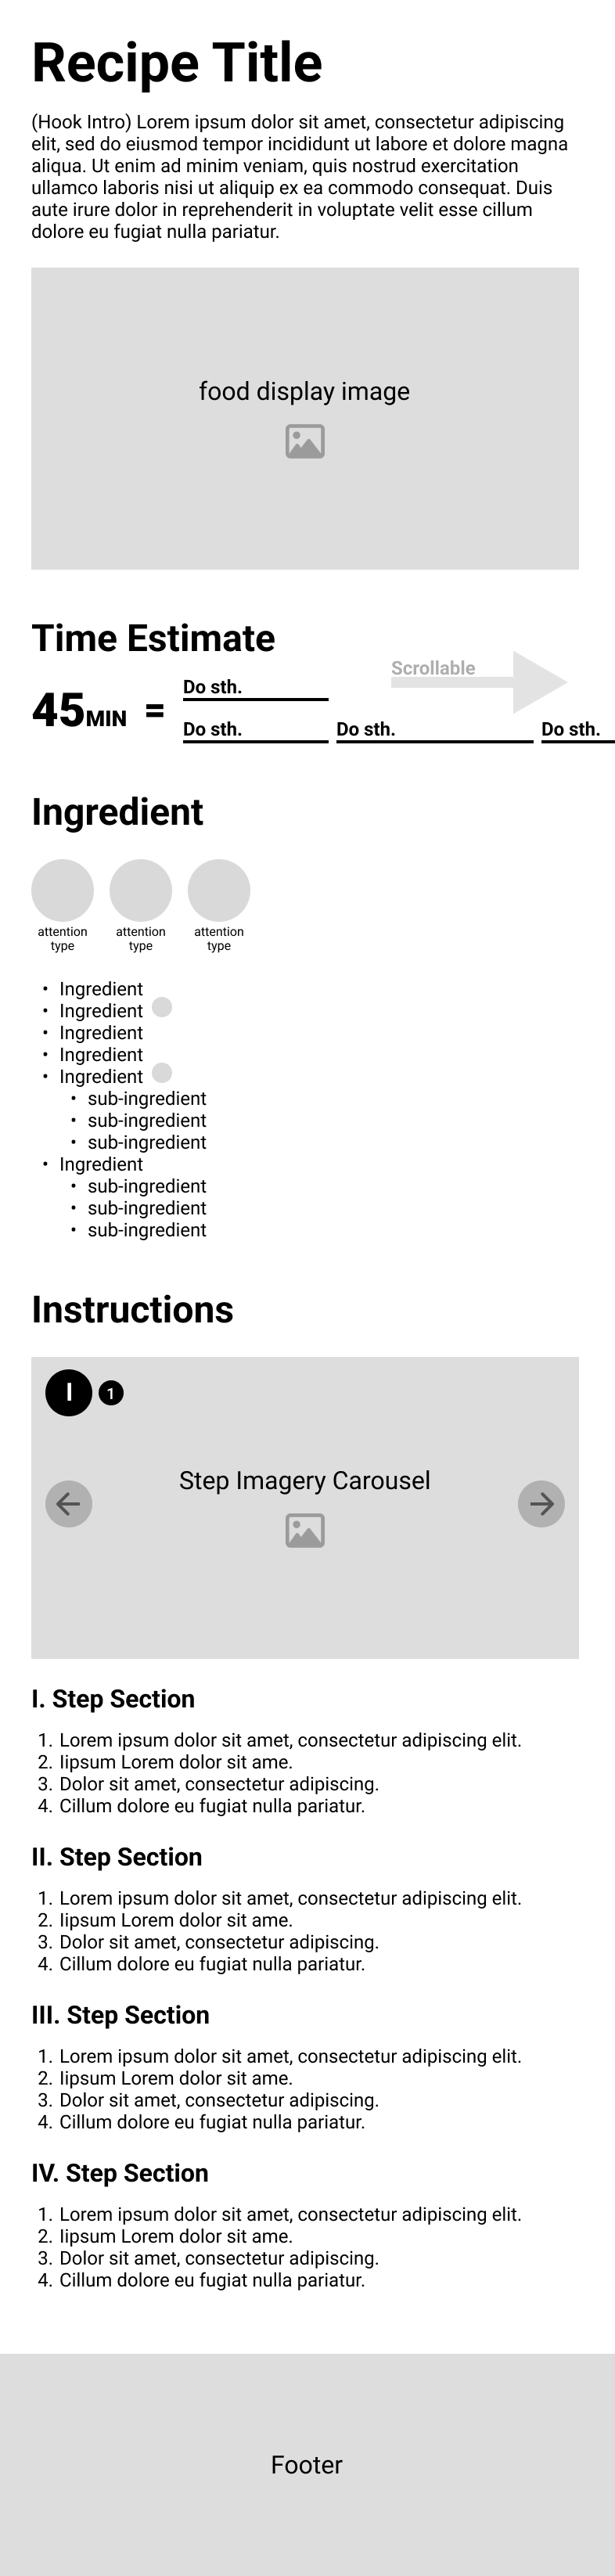 Recipe Title
(Hook Intro) Lorem ipsum dolor sit amet, consectetur adipiscing
elit, sed do eiusmod tempor incididunt ut labore et dolore magna
aliqua. Ut enim ad minim veniam, quis nostrud exercitation
ullamco laboris nisi ut aliquip ex ea commodo consequat. Duis
aute irure dolor in reprehenderit in voluptate velit esse cillum
dolore eu fugiat nulla pariatur.
food display image
Time Estimate
Scrollable
45MIN =
Do sth.
Do sth. Do sth. Do sth.
Ingredient
attention type
attention type
attention type
• Ingredient
• Ingredient
• Ingredient
• Ingredient
• Ingredient
• sub-ingredient
• sub-ingredient
• sub-ingredient
• Ingredient
• sub-ingredient
• sub-ingredient
• sub-ingredient
Instructions
I 1
Step Imagery Carousel
I. Step Section
1. Lorem ipsum dolor sit amet, consectetur adipiscing elit.
2. Iipsum Lorem dolor sit ame.
3. Dolor sit amet, consectetur adipiscing.
4. Cillum dolore eu fugiat nulla pariatur.
II. Step Section
1. Lorem ipsum dolor sit amet, consectetur adipiscing elit.
2. Iipsum Lorem dolor sit ame.
3. Dolor sit amet, consectetur adipiscing.
4. Cillum dolore eu fugiat nulla pariatur.
III. Step Section
1. Lorem ipsum dolor sit amet, consectetur adipiscing elit.
2. Iipsum Lorem dolor sit ame.
3. Dolor sit amet, consectetur adipiscing.
4. Cillum dolore eu fugiat nulla pariatur.
IV. Step Section
1. Lorem ipsum dolor sit amet, consectetur adipiscing elit.
2. Iipsum Lorem dolor sit ame.
3. Dolor sit amet, consectetur adipiscing.
4. Cillum dolore eu fugiat nulla pariatur.
Footer